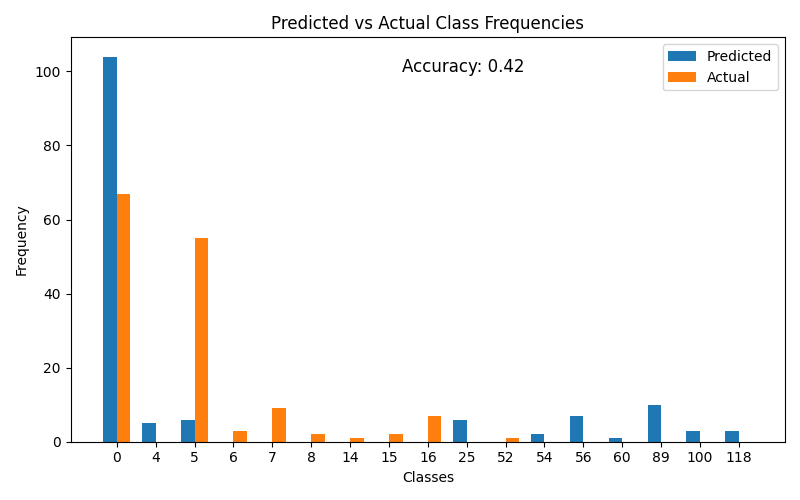 Predicted vs Actual Class Frequencies
Accuracy: 0.42
Predicted
Actual
Frequency
100
80
60
40
20
0
0 4 5 6 7 8 14 15 16 25 52 54 56 60 89 100 118
Classes